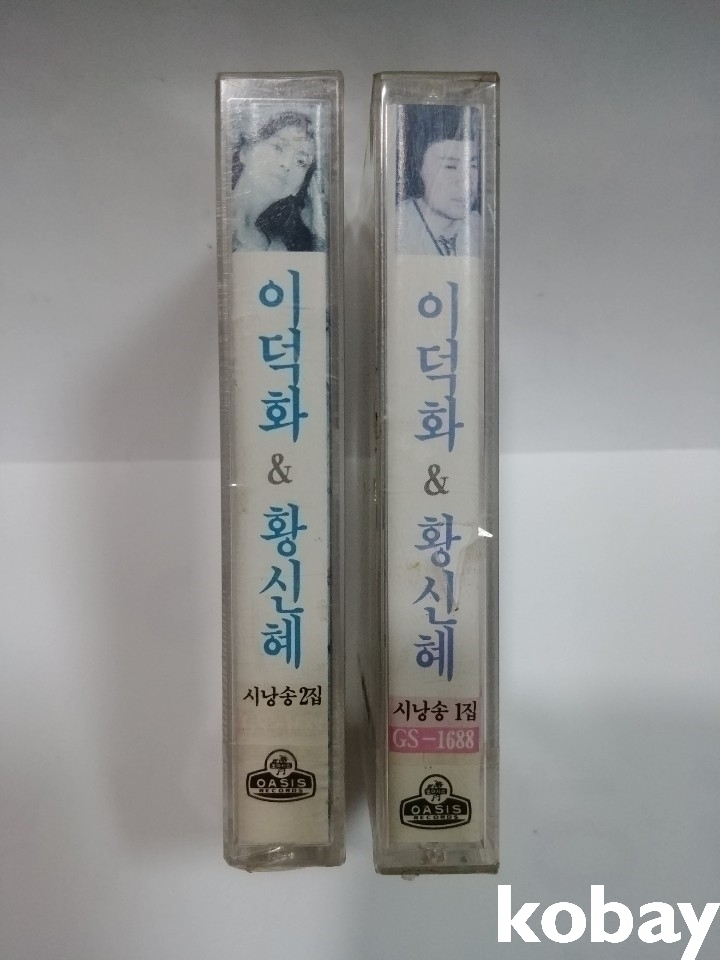 이덕화
&
황신혜
시낭송 2집
OASIS
RECORDS
이덕화
&
황신혜
시낭송 1집
GS-1688
OASIS
RECORDS
kobay